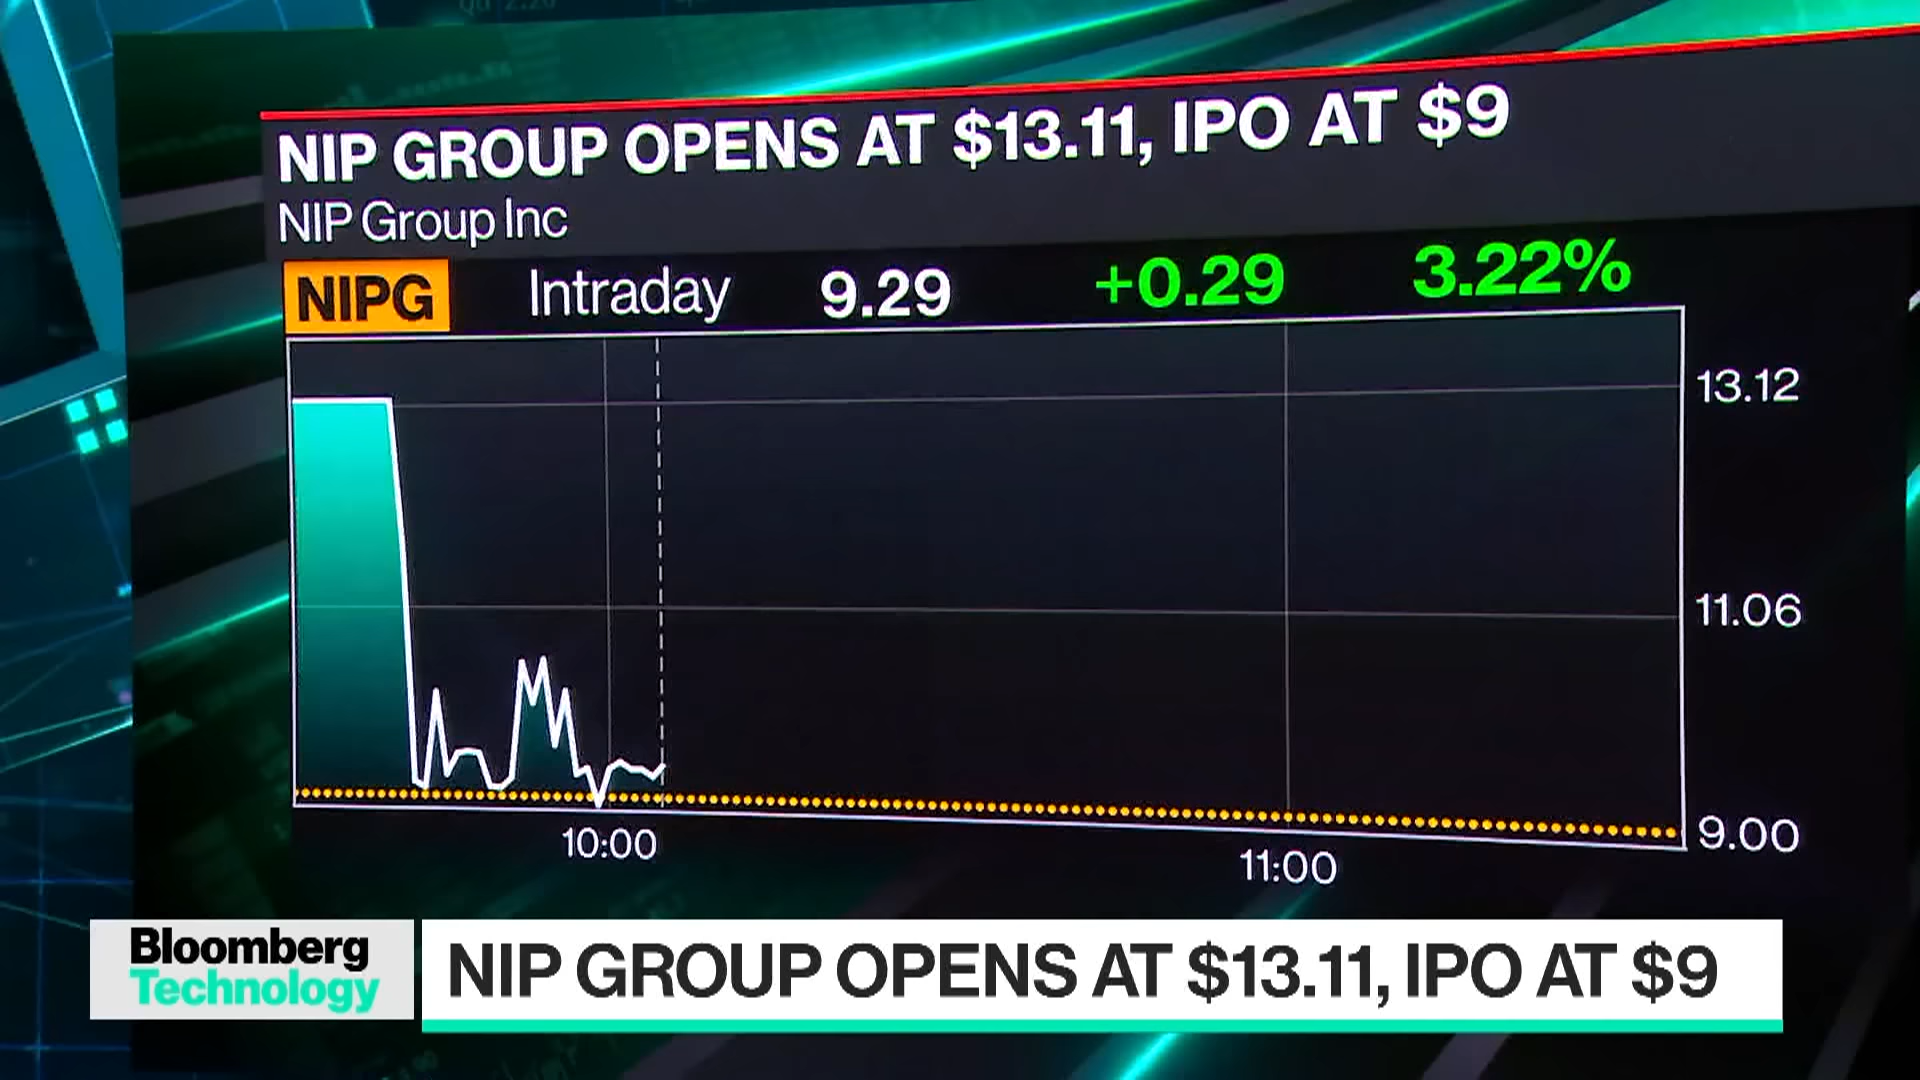 NIP GROUP OPENS AT $13.11, IPO AT $9
NIP Group Inc
NIPG Intraday 9.29 +0.29 3.22%
13.12
11.06
9.00
10:00
11:00
Bloomberg
Technology
NIP GROUP OPENS AT $13.11, IPO AT $9